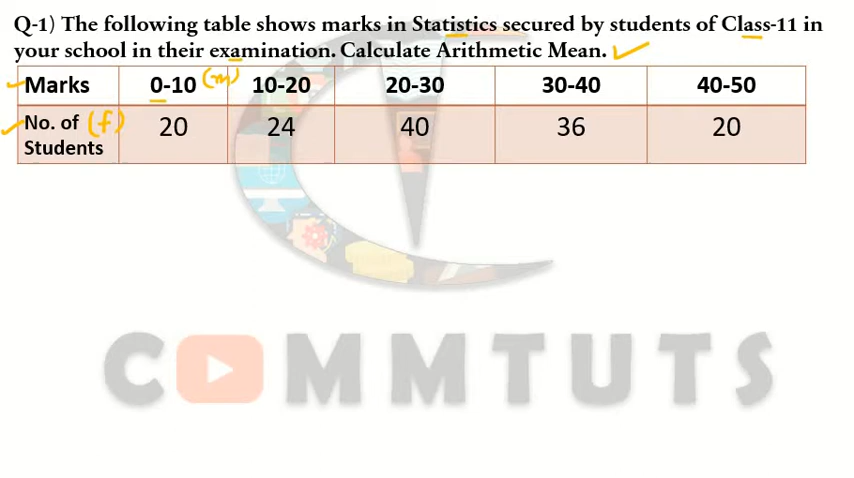 Q-1) The following table shows marks in Statistics secured by students of Class-11 in
your school in their examination. Calculate Arithmetic Mean.
Marks 0-10 (m) 10-20 20-30 30-40 40-50
No. of (f) 20 24 40 36 20
Students
COMMTUTS